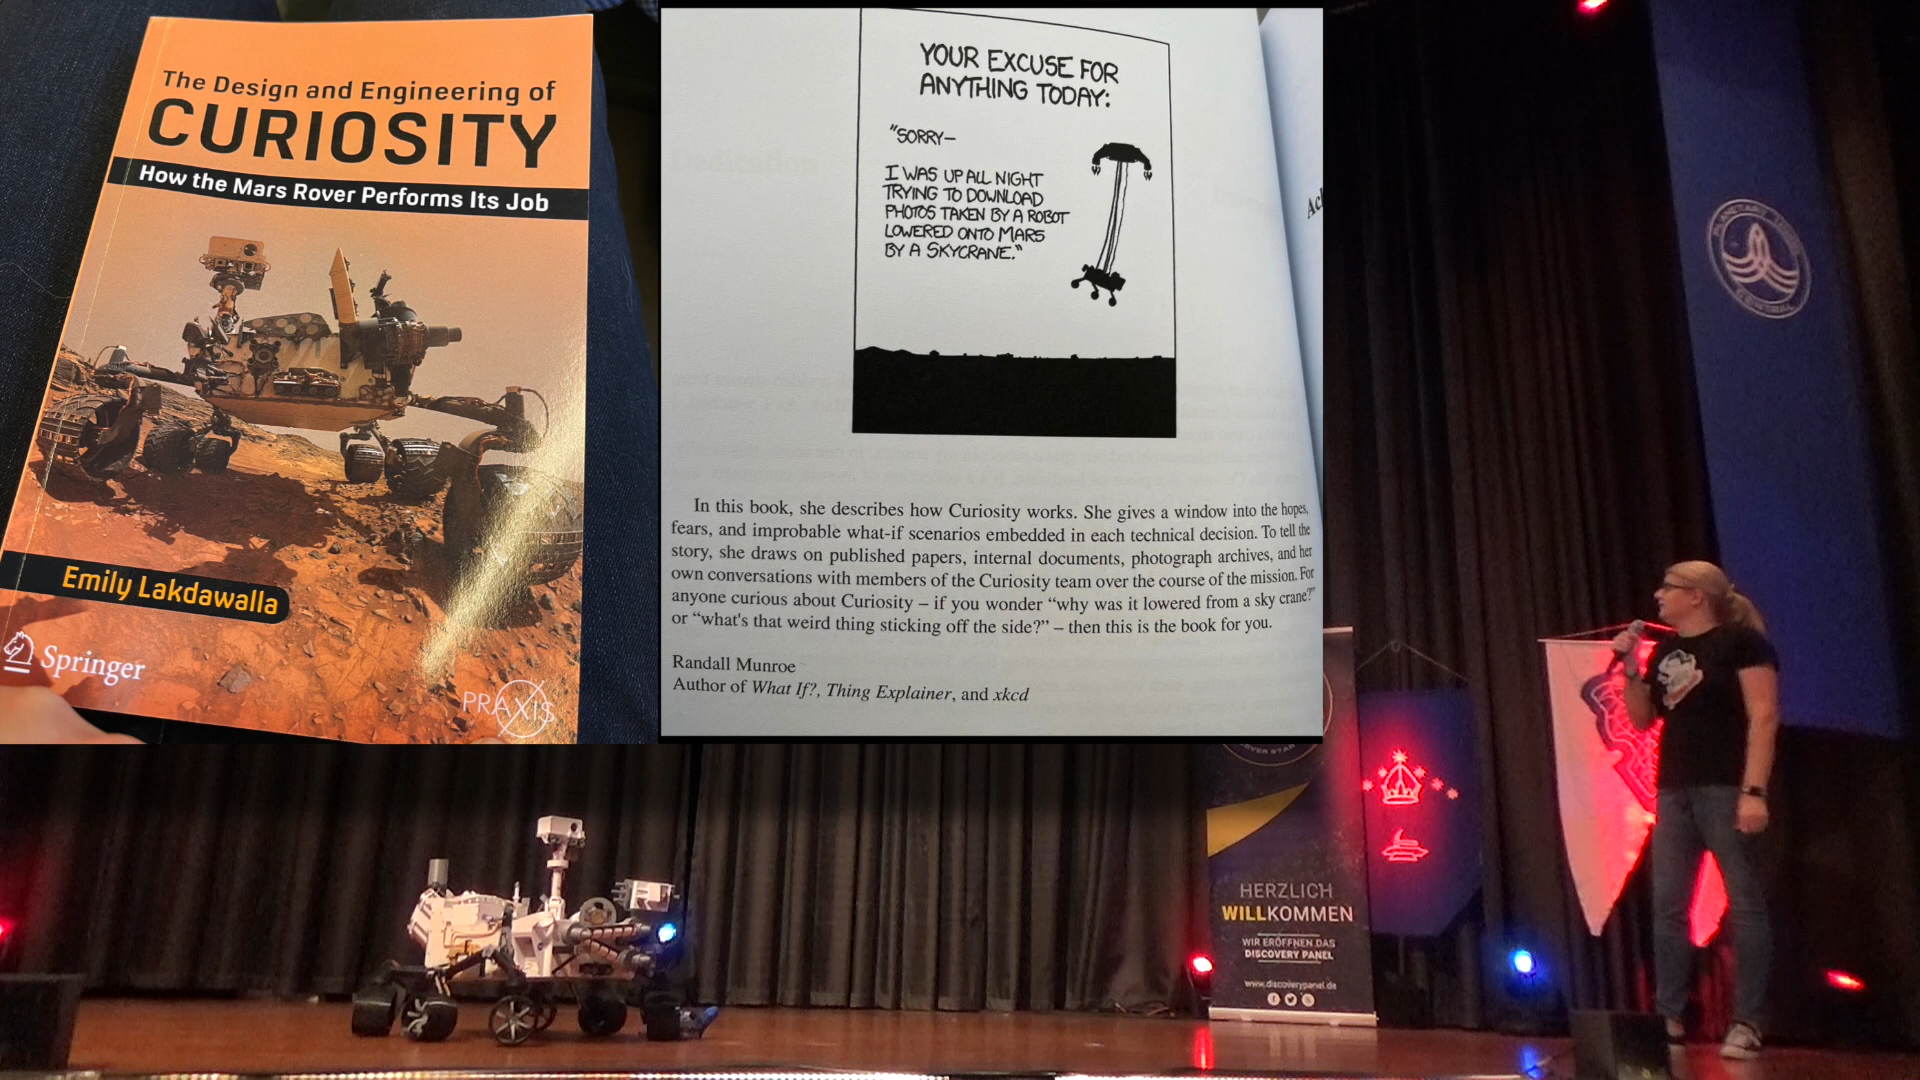 The Design and Engineering of
CURIOSITY
How the Mars Rover Performs Its Job
Emily Lakdawalla
Springer
PRAXIS
YOUR EXCUSE FOR
ANYTHING TODAY:
"SORRY—
I WAS UP ALL NIGHT
TRYING TO DOWNLOAD
PHOTOS TAKEN BY A ROBOT
LOWERED ONTO MARS
BY A SKYCRANE."
In this book, she describes how Curiosity works. She gives a window into the hopes,
fears, and improbable what-if scenarios embedded in each technical decision. To tell the
story, she draws on published papers, internal documents, photograph archives, and her
own conversations with members of the Curiosity team over the course of the mission. For
anyone curious about Curiosity – if you wonder “why was it lowered from a sky crane?”
or “what's that weird thing sticking off the side?” – then this is the book for you.
Randall Munroe
Author of What If?, Thing Explainer, and xkcd
HERZLICH
WILLKOMMEN
WIR ERÖFFNEN DAS
DISCOVERY PANEL
www.discoverypanel.de